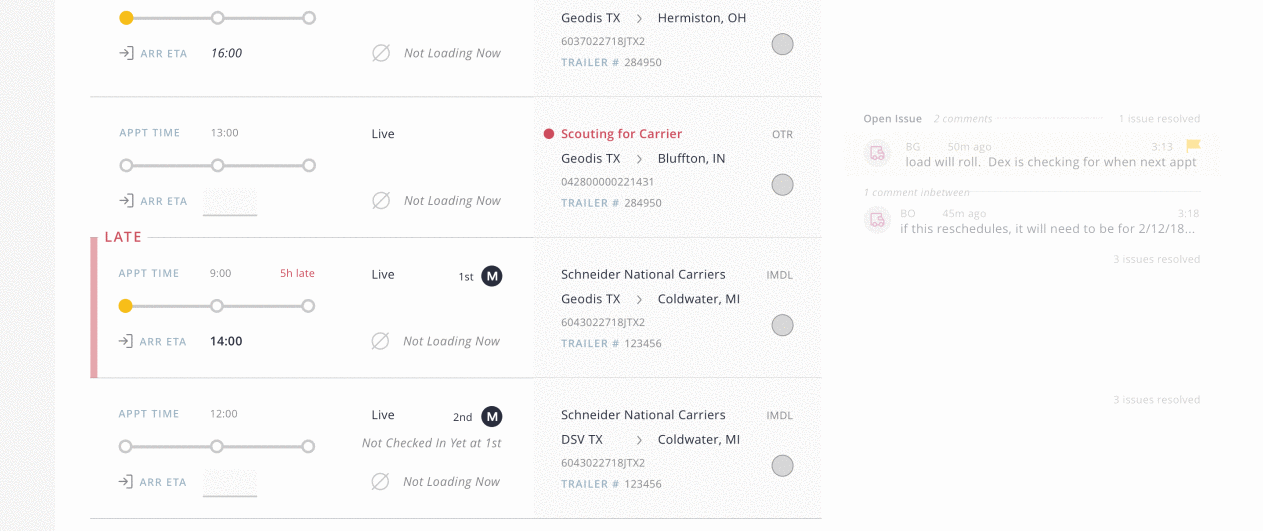 Geodis TX > Hermiston, OH
6037022718JTX2
ARR ETA 16:00 Not Loading Now
TRAILER # 284950
APPT TIME 13:00 Live
Scouting for Carrier OTR
Geodis TX > Bluffton, IN
042800000221431
ARR ETA Not Loading Now
TRAILER # 284950
Open Issue 2 comments 1 issue resolved
BG 50m ago 3:13
load will roll. Dex is checking for when next appt
1 comment inbetween
BO 45m ago 3:18
if this reschedules, it will need to be for 2/12/18...
LATE
APPT TIME 9:00 5h late Live 1st M
Schneider National Carriers IMDL
Geodis TX > Coldwater, MI
6043022718JTX2
ARR ETA 14:00 Not Loading Now
TRAILER # 123456
3 issues resolved
APPT TIME 12:00 Live 2nd M
Not Checked In Yet at 1st
Schneider National Carriers IMDL
DSV TX > Coldwater, MI
6043022718JTX2
ARR ETA Not Loading Now
TRAILER # 123456
3 issues resolved